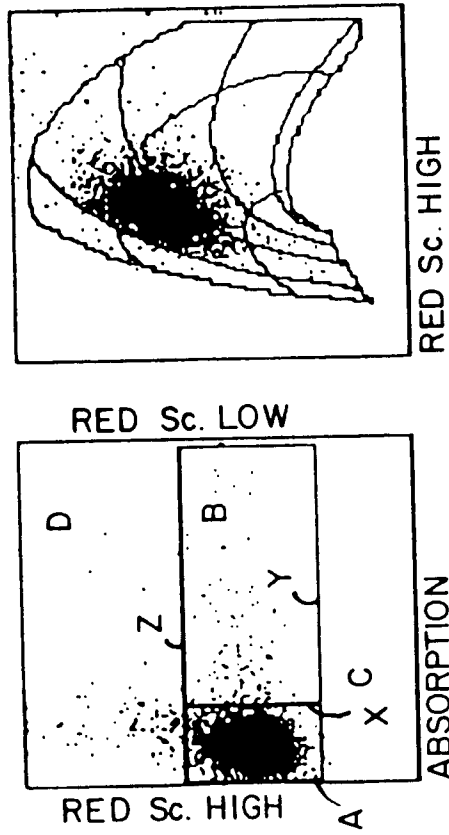 RED Sc. HIGH
D
Z
B
Y
A
X
C
ABSORPTION
RED Sc. LOW
RED Sc. HIGH